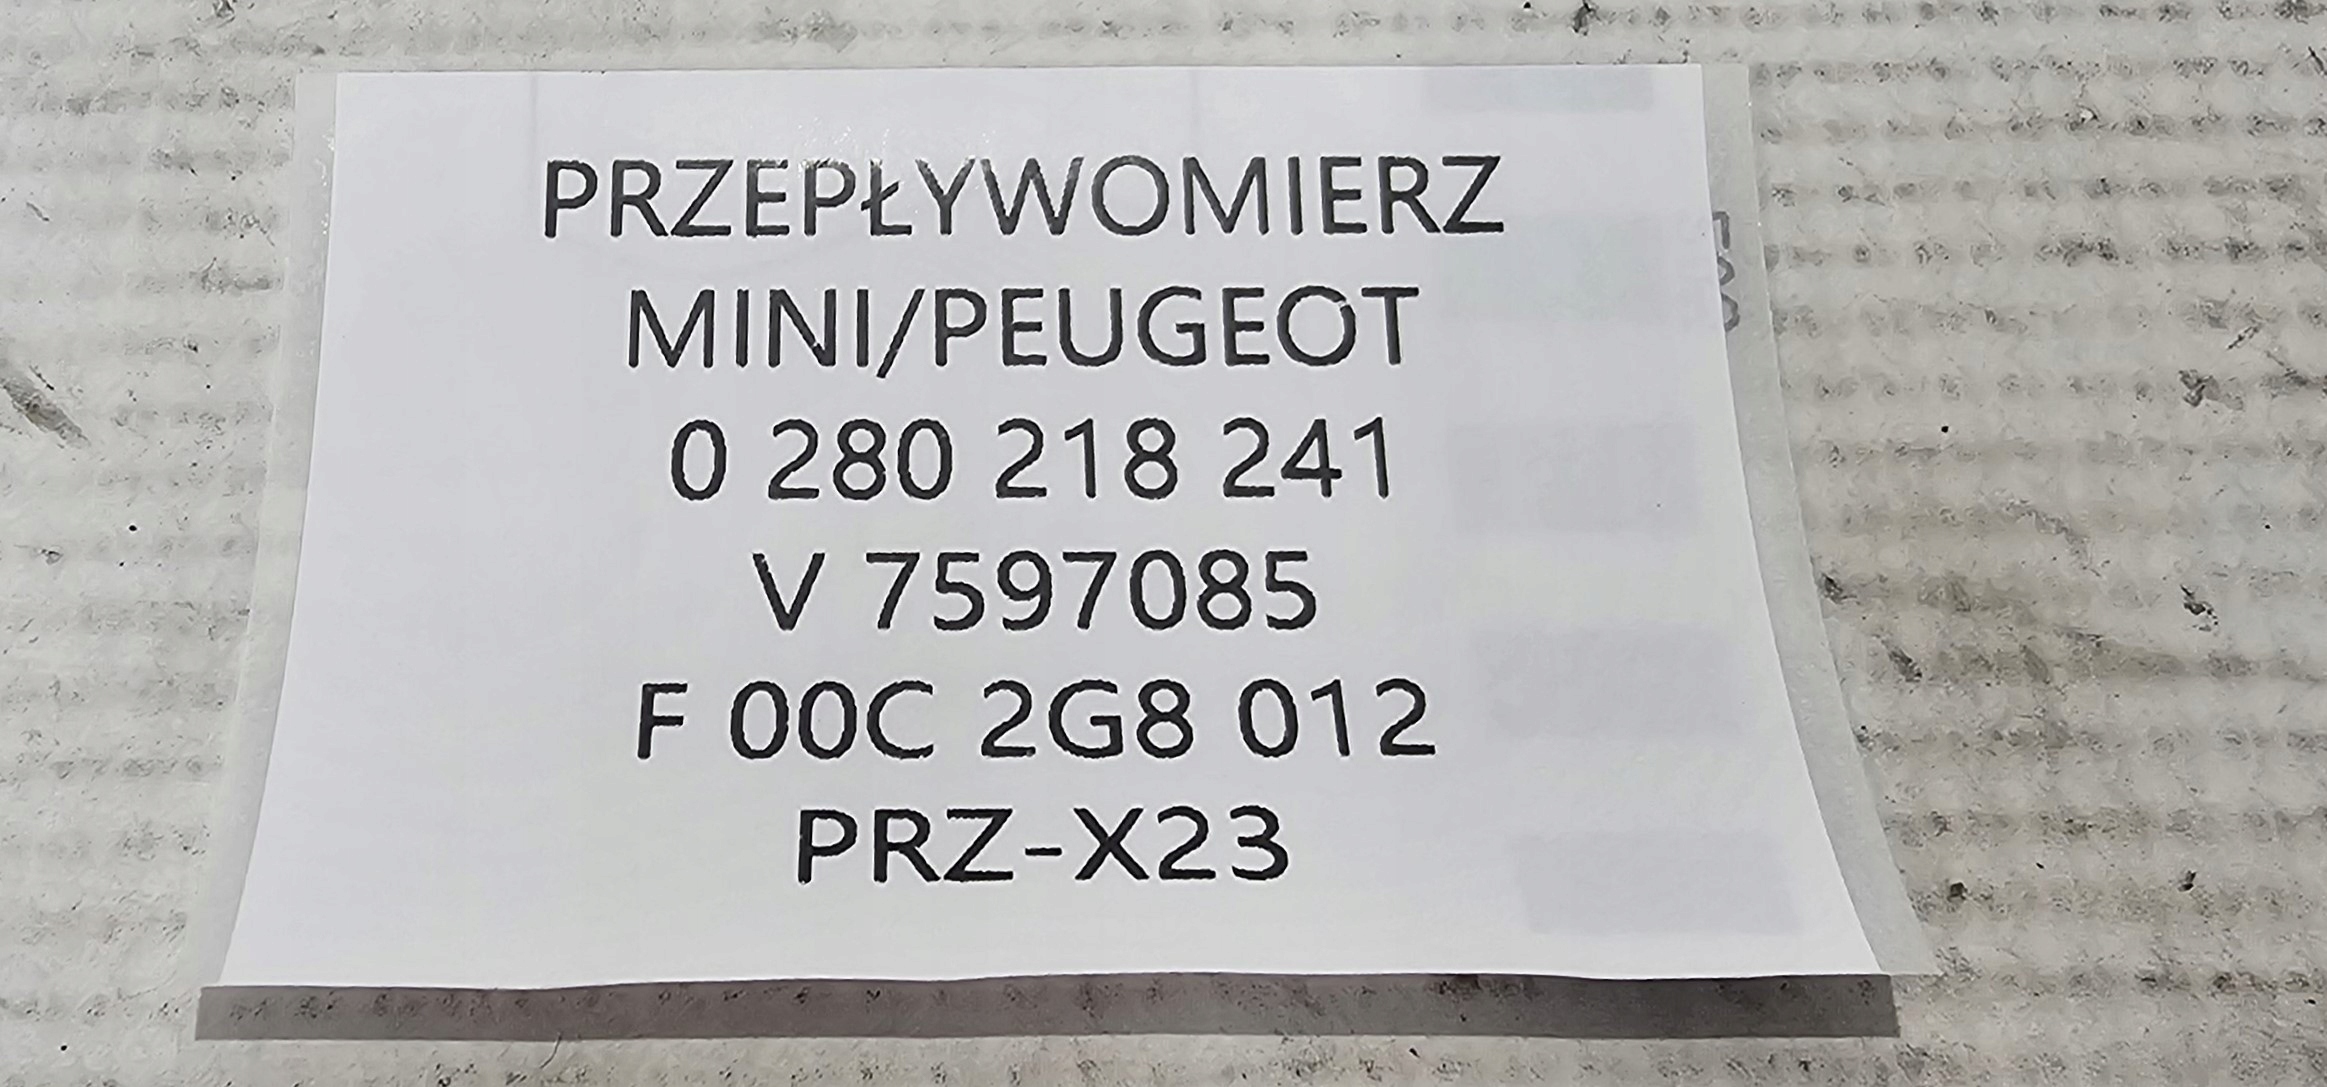 PRZEPŁYWOMIERZ
MINI/PEUGEOT
0 280 218 241
V 7597085
F 00C 2G8 012
PRZ-X23